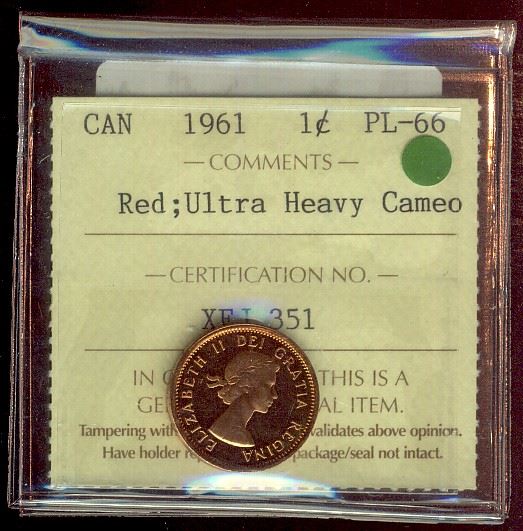 CAN 1961 1¢ PL-66
— COMMENTS —
Red;Ultra Heavy Cameo
— CERTIFICATION NO. —
351
IN THIS IS A
ITEM.
Tampering above opinion.
Have holder package/seal not intact.
ELIZABETH II DEI GRATIA REGINA